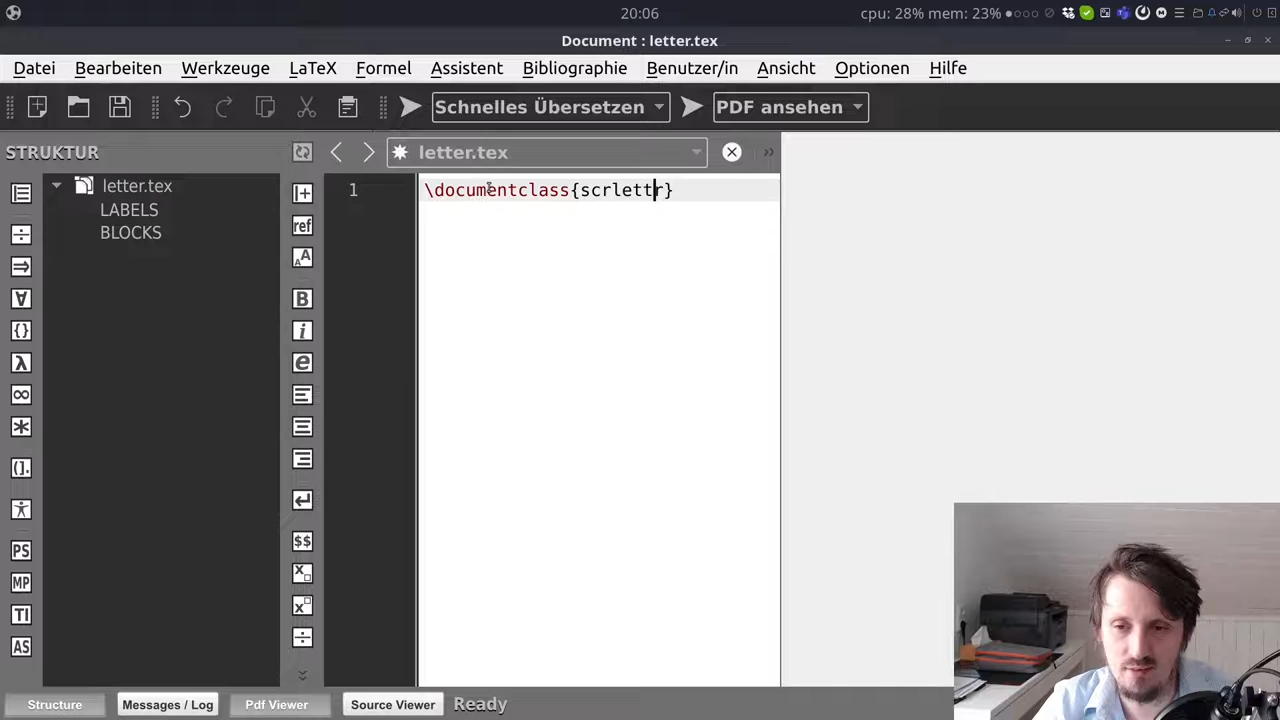 20:06
cpu: 28% mem: 23%
Document : letter.tex
Datei Bearbeiten Werkzeuge LaTeX Formel Assistent Bibliographie Benutzer/in Ansicht Optionen Hilfe
Schnelles Übersetzen PDF ansehen
STRUKTUR
letter.tex
letter.tex
LABELS
BLOCKS
1 \documentclass{scrlettr}
ref
AA
B
i
e
$$
x
x
÷
÷
⇒
∀
{}
λ
∞
*
(].
PS
MP
TI
AS
Structure Messages / Log Pdf Viewer Source Viewer Ready